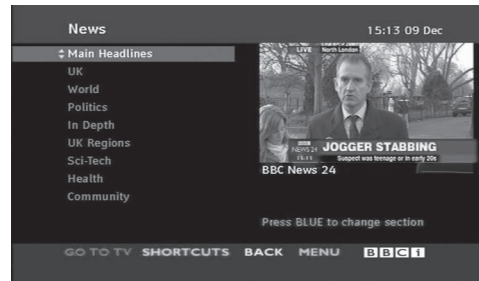 News
15:13 09 Dec
Main Headlines
UK
World
Politics
In Depth
UK Regions
Sci-Tech
Health
Community
LIVE North London
BBC
NEWS 24
15:13
JOGGER STABBING
Suspect was teenage or in early 20s
BBC News 24
Press BLUE to change section
GO TO TV SHORTCUTS BACK MENU BBCi